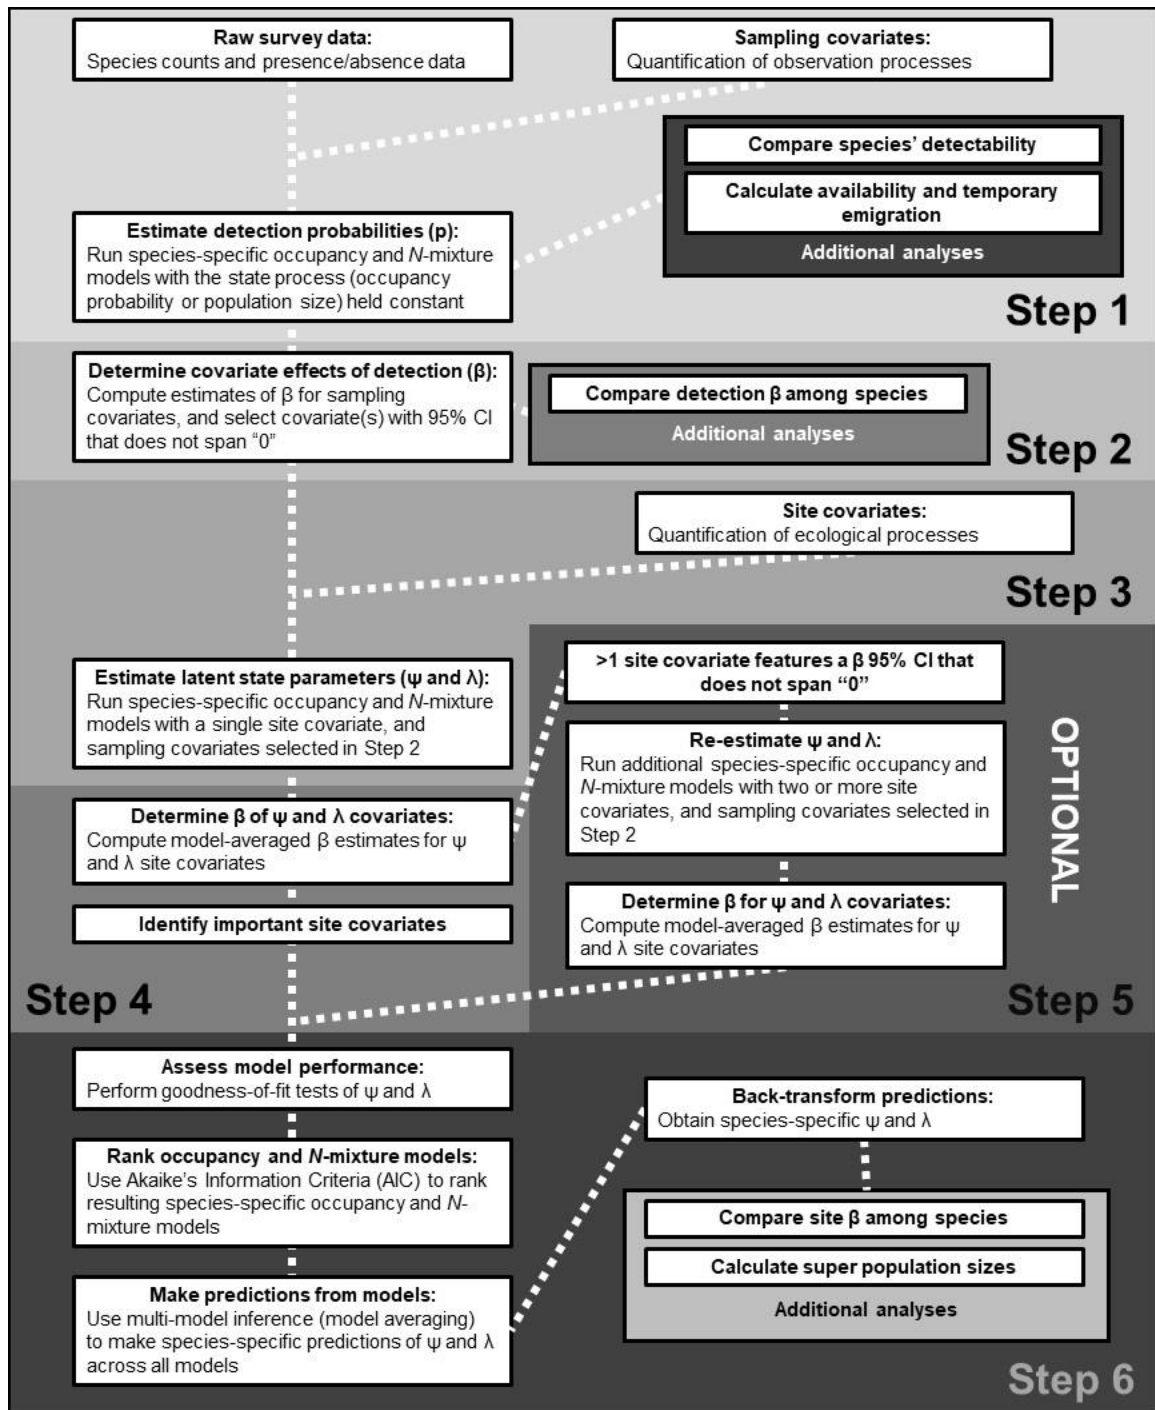 Raw survey data:
Species counts and presence/absence data
Sampling covariates:
Quantification of observation processes
Compare species' detectability
Calculate availability and temporary
emigration
Additional analyses
Estimate detection probabilities (p):
Run species-specific occupancy and N-mixture
models with the state process (occupancy
probability or population size) held constant
Step 1
Determine covariate effects of detection (β):
Compute estimates of β for sampling
covariates, and select covariate(s) with 95% CI
that does not span "0"
Compare detection β among species
Additional analyses
Step 2
Site covariates:
Quantification of ecological processes
Step 3
Estimate latent state parameters (ψ and λ):
Run species-specific occupancy and N-mixture
models with a single site covariate, and
sampling covariates selected in Step 2
Determine β of ψ and λ covariates:
Compute model-averaged β estimates for ψ
and λ site covariates
Identify important site covariates
Step 4
>1 site covariate features a β 95% CI that
does not span "0"
Re-estimate ψ and λ:
Run additional species-specific occupancy and
N-mixture models with two or more site
covariates, and sampling covariates selected in
Step 2
Determine β for ψ and λ covariates:
Compute model-averaged β estimates for ψ
and λ site covariates
OPTIONAL
Step 5
Assess model performance:
Perform goodness-of-fit tests of ψ and λ
Rank occupancy and N-mixture models:
Use Akaike's Information Criteria (AIC) to rank
resulting species-specific occupancy and N-
mixture models
Make predictions from models:
Use multi-model inference (model averaging)
to make species-specific predictions of ψ and λ
across all models
Back-transform predictions:
Obtain species-specific ψ and λ
Compare site β among species
Calculate super population sizes
Additional analyses
Step 6